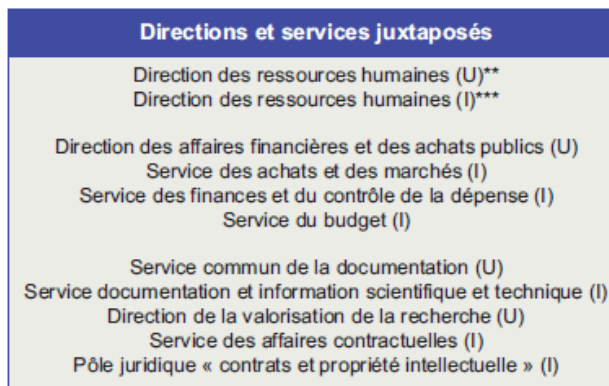 Directions et services juxtaposés
Direction des ressources humaines (U)**
Direction des ressources humaines (I)***
Direction des affaires financières et des achats publics (U)
Service des achats et des marchés (I)
Service des finances et du contrôle de la dépense (I)
Service du budget (I)
Service commun de la documentation (U)
Service documentation et information scientifique et technique (I)
Direction de la valorisation de la recherche (U)
Service des affaires contractuelles (I)
Pôle juridique « contrats et propriété intellectuelle » (I)